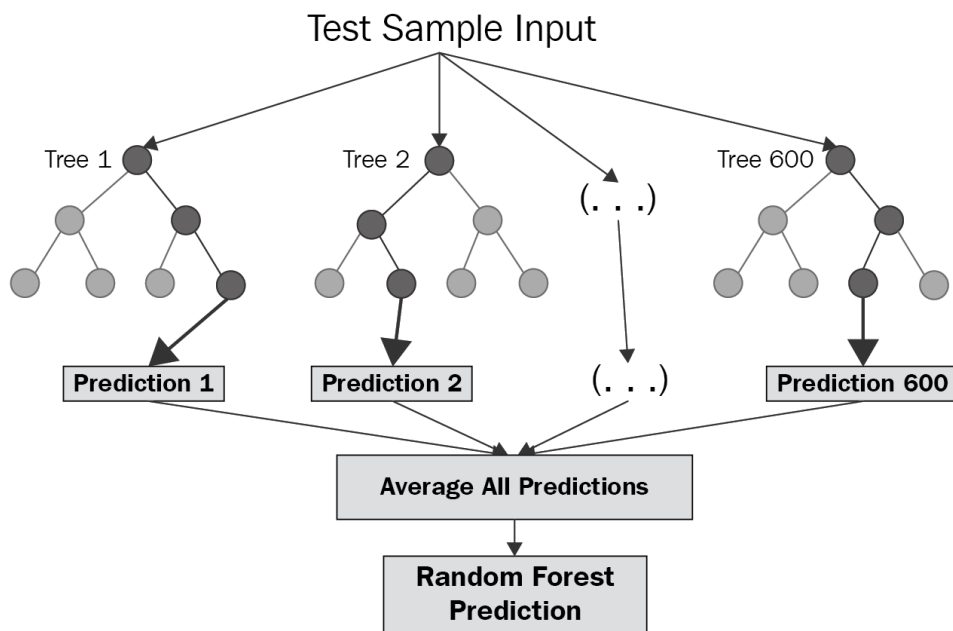 Test Sample Input
Tree 1
Tree 2
Tree 600
(. . .)
Prediction 1
Prediction 2
(. . .)
Prediction 600
Average All Predictions
Random Forest
Prediction